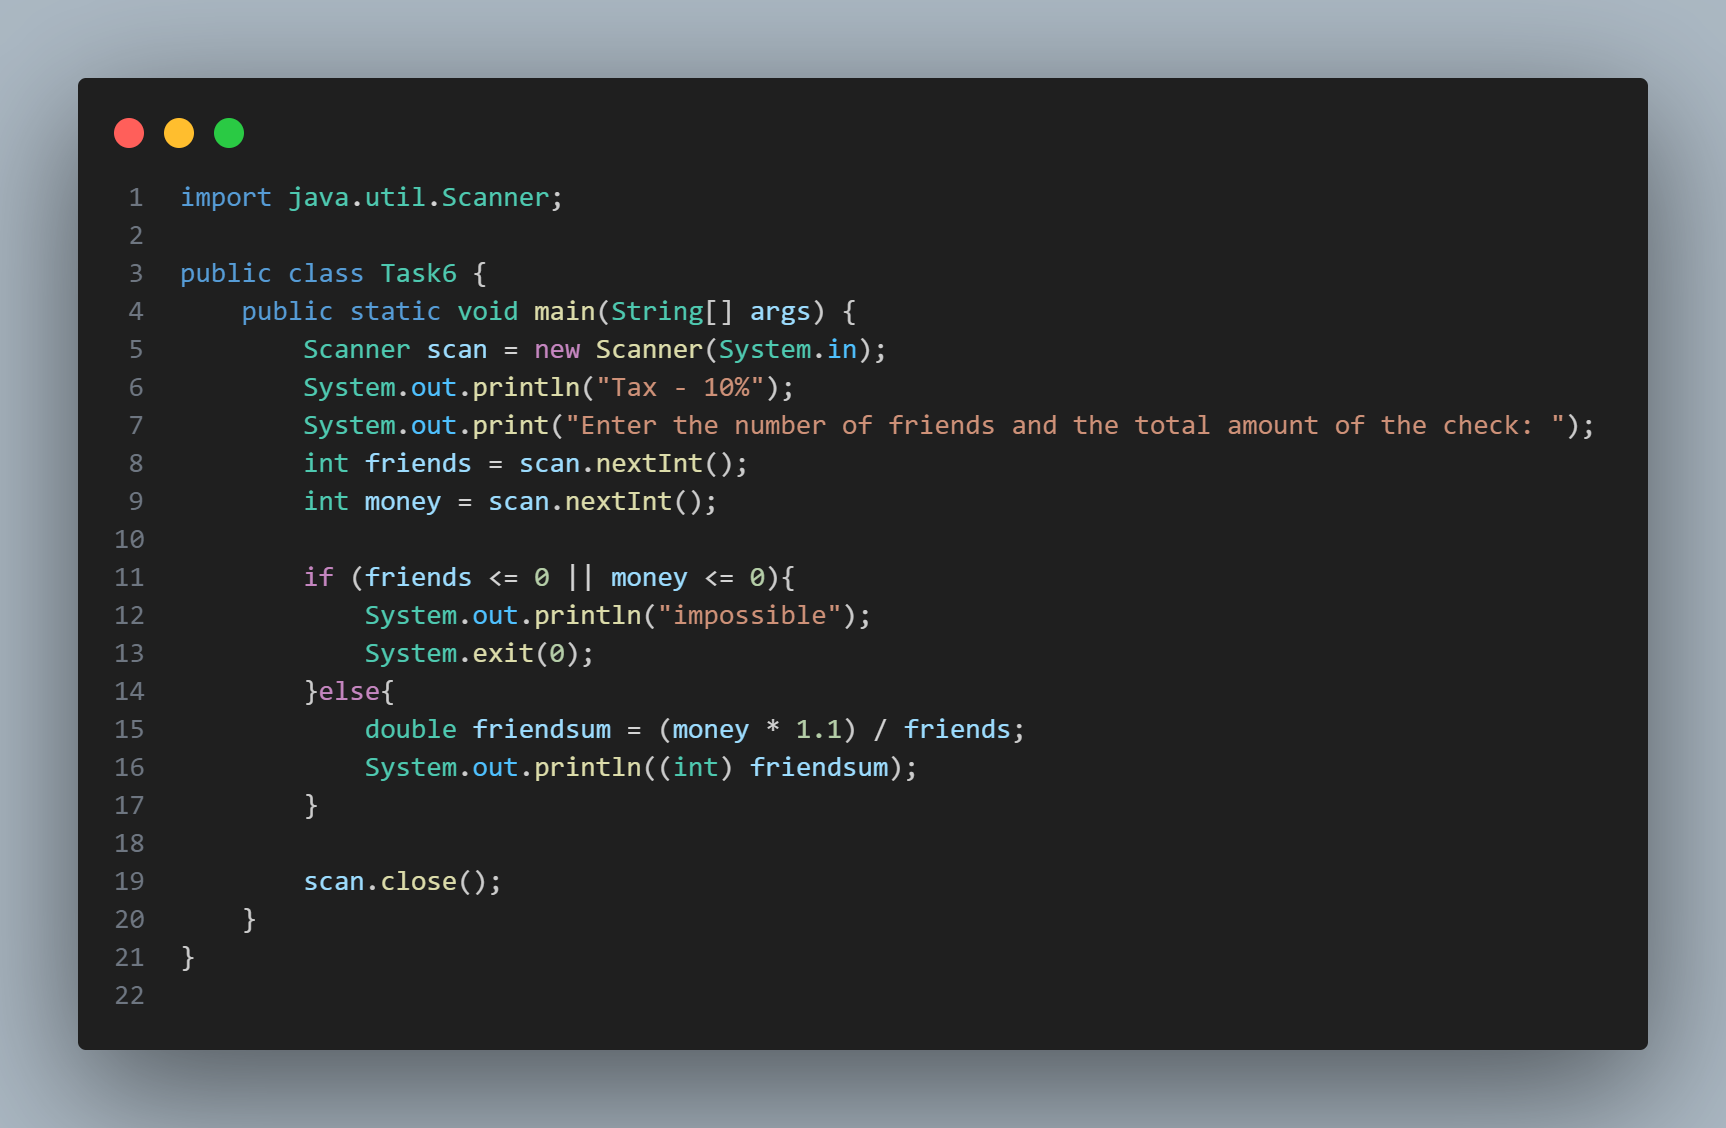 1 import java.util.Scanner;
2
3 public class Task6 {
4     public static void main(String[] args) {
5         Scanner scan = new Scanner(System.in);
6         System.out.println("Tax - 10%");
7         System.out.print("Enter the number of friends and the total amount of the check: ");
8         int friends = scan.nextInt();
9         int money = scan.nextInt();
10
11         if (friends <= 0 || money <= 0){
12             System.out.println("impossible");
13             System.exit(0);
14         }else{
15             double friendsum = (money * 1.1) / friends;
16             System.out.println((int) friendsum);
17         }
18
19         scan.close();
20     }
21 }
22